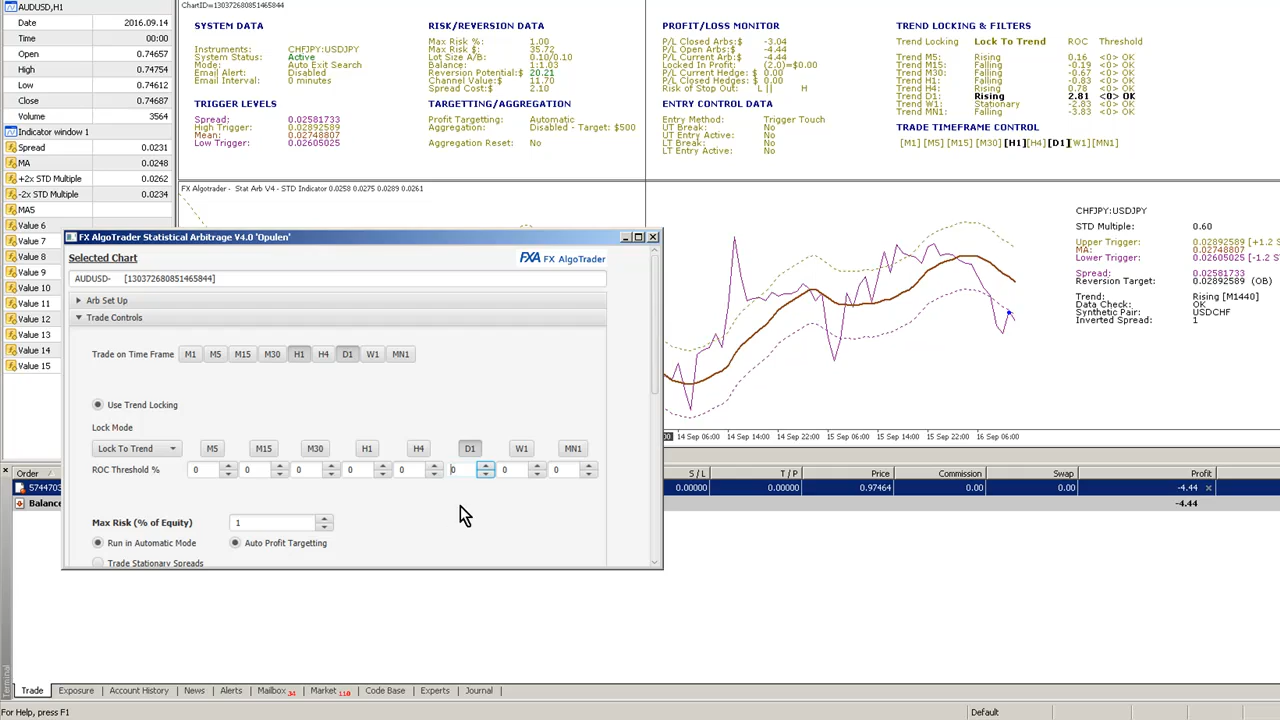 AUDUSD,H1
Date 2016.09.14
Time 00:00
Open 0.74657
High 0.74754
Low 0.74612
Close 0.74687
Volume 3564
Indicator window 1
Spread 0.0231
MA 0.0248
+2x STD Multiple 0.0262
-2x STD Multiple 0.0234
MA5
Value 6
Value 7
Value 8
Value 9
Value 10
Value 11
Value 12
Value 13
Value 14
Value 15
ChartID=130372680851465844
SYSTEM DATA
Instruments: CHFJPY:USDJPY
System Status: Active
Mode: Auto Exit Search
Email Alert: Disabled
Email Interval: 0 minutes
TRIGGER LEVELS
Spread: 0.02581733
High Trigger: 0.02892589
Mean: 0.02748807
Low Trigger: 0.02605025
RISK/REVERSION DATA
Max Risk %: 1.00
Max Risk $: 35.72
Lot Size A/B: 0.10/0.10
Balance: 1:1.03
Reversion Potential:$ 20.21
Channel Value:$ 11.70
Spread Cost:$ 2.10
TARGETTING/AGGREGATION
Profit Targetting: Automatic
Aggregation: Disabled - Target: $500
Aggregation Reset: No
PROFIT/LOSS MONITOR
P/L Closed Arbs:$ -3.04
P/L Open Arbs:$ -4.44
P/L Current Arb:$ -4.44
Locked In Profit: (2.0)=$0.00
P/L Current Hedge: $ 0.00
P/L Closed Hedges:$ 0.00
Risk of Stop Out: L || H
ENTRY CONTROL DATA
Entry Method: Trigger Touch
UT Break: No
UT Entry Active: No
LT Break: No
LT Entry Active: No
TREND LOCKING & FILTERS
Trend Locking Lock To Trend ROC Threshold
Trend M5: Rising 0.16 <0> OK
Trend M15: Falling -0.19 <0> OK
Trend M30: Falling -0.67 <0> OK
Trend H1: Falling -0.83 <0> OK
Trend H4: Rising 0.78 <0> OK
Trend D1: Rising 2.81 <0> OK
Trend W1: Stationary -2.83 <0> OK
Trend MN1: Falling -3.83 <0> OK
TRADE TIMEFRAME CONTROL
[M1] [M5] [M15] [M30] [H1] [H4] [D1] [W1] [MN1]
FX Algotrader - Stat Arb V4 - STD Indicator 0.0258 0.0275 0.0289 0.0261
CHFJPY:USDJPY
STD Multiple: 0.60
Upper Trigger: 0.02892589 [+1.2 S
MA: 0.02748807
Lower Trigger: 0.02605025 [-1.2 S
Spread: 0.02581733
Reversion Target: 0.02892589 (OB)
Trend: Rising [M1440]
Data Check: OK
Synthetic Pair: USDCHF
Inverted Spread: 1
14 Sep 06:00 14 Sep 14:00 14 Sep 22:00 15 Sep 06:00 15 Sep 14:00 15 Sep 22:00 16 Sep 06:00
FX AlgoTrader Statistical Arbitrage V4.0 'Opulen'
Selected Chart
FXA FX AlgoTrader
AUDUSD- [130372680851465844]
Arb Set Up
Trade Controls
Trade on Time Frame M1 M5 M15 M30 H1 H4 D1 W1 MN1
Use Trend Locking
Lock Mode
Lock To Trend M5 M15 M30 H1 H4 D1 W1 MN1
ROC Threshold % 0 0 0 0 0 0 0 0
Max Risk (% of Equity) 1
Run in Automatic Mode Auto Profit Targetting
Trade Stationary Spreads
Order S / L T / P Price Commission Swap Profit
5744703 0.00000 0.00000 0.97464 0.00 0.00 -4.44
Balanc -4.44
Terminal
Trade Exposure Account History News Alerts Mailbox 34 Market 110 Code Base Experts Journal
For Help, press F1 Default